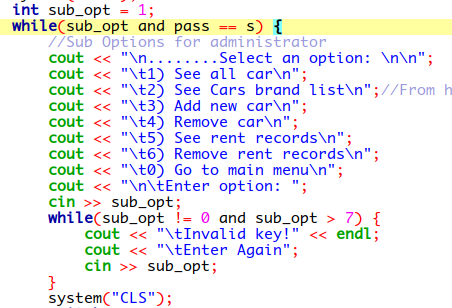 int sub_opt = 1;
while(sub_opt and pass == s) {
//Sub Options for administrator
cout << "\n........Select an option: \n\n";
cout << "\t1) See all car\n";
cout << "\t2) See Cars brand list\n";//From h
cout << "\t3) Add new car\n";
cout << "\t4) Remove car\n";
cout << "\t5) See rent records\n";
cout << "\t6) Remove rent records\n";
cout << "\t0) Go to main menu\n";
cout << "\n\tEnter option: ";
cin >> sub_opt;
while(sub_opt != 0 and sub_opt > 7) {
cout << "\tInvalid key!" << endl;
cout << "\tEnter Again";
cin >> sub_opt;
}
system("CLS");